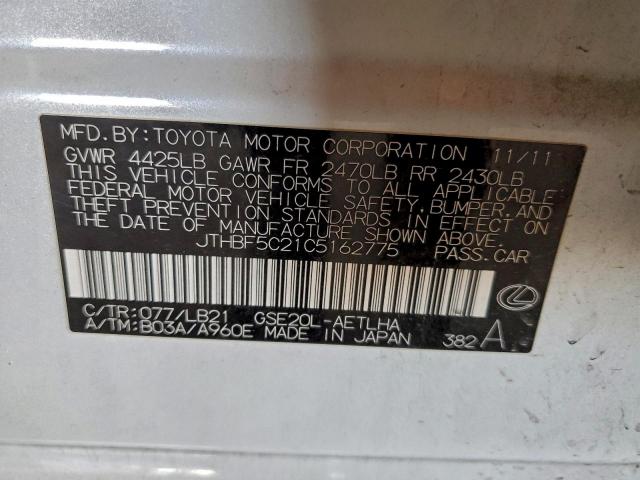 MFD.BY:TOYOTA MOTOR CORPORATION 11/11
GVWR 4425LB GAWR FR 2470LB RR 2430LB
THIS VEHICLE CONFORMS TO ALL APPLICABLE
FEDERAL MOTOR VEHICLE SAFETY,BUMPER,AND
THEFT PREVENTION STANDARDS IN EFFECT ON
THE DATE OF MANUFACTURE SHOWN ABOVE.
JTHBF5C21C5162775 PASS.CAR
C/TR:077/LB21 GSE20L-AETLHA
A/TM:B03A/A960E MADE IN JAPAN 382A